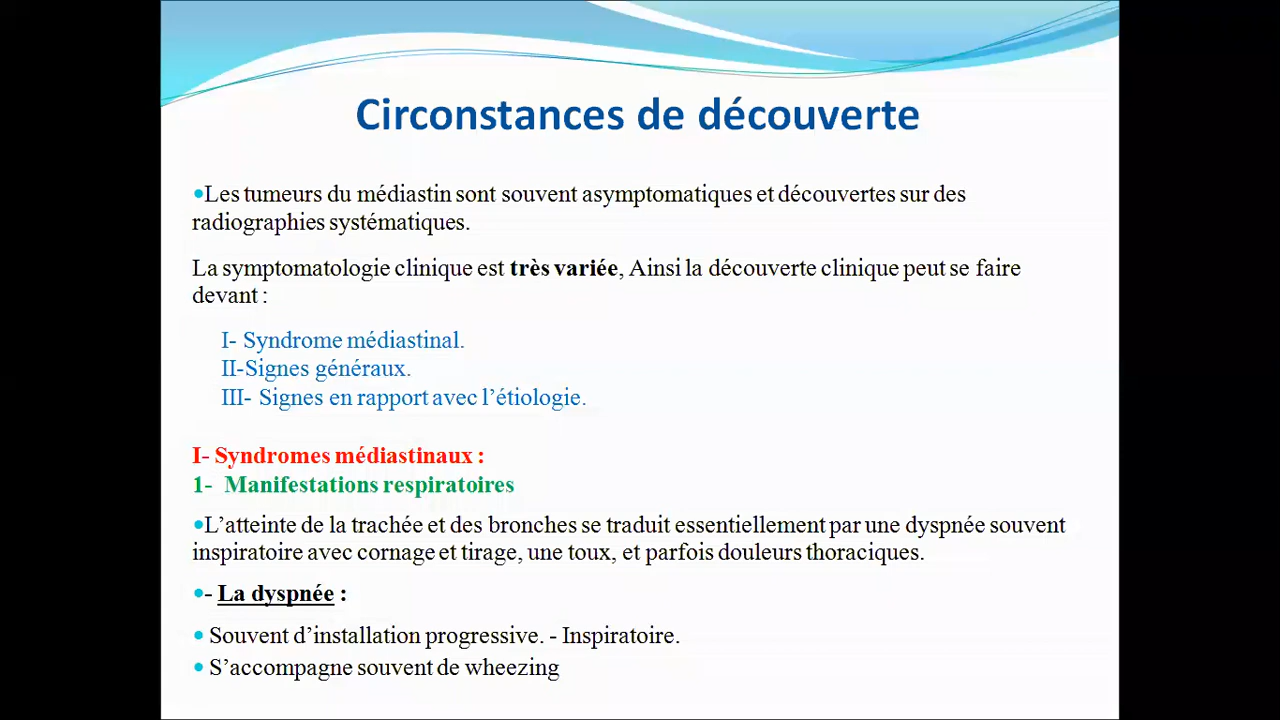 Circonstances de découverte
•Les tumeurs du médiastin sont souvent asymptomatiques et découvertes sur des
radiographies systématiques.
La symptomatologie clinique est très variée, Ainsi la découverte clinique peut se faire
devant :
I- Syndrome médiastinal.
II-Signes généraux.
III- Signes en rapport avec l’étiologie.
I- Syndromes médiastinaux :
1- Manifestations respiratoires
•L’atteinte de la trachée et des bronches se traduit essentiellement par une dyspnée souvent
inspiratoire avec cornage et tirage, une toux, et parfois douleurs thoraciques.
•- La dyspnée :
• Souvent d’installation progressive. - Inspiratoire.
• S’accompagne souvent de wheezing